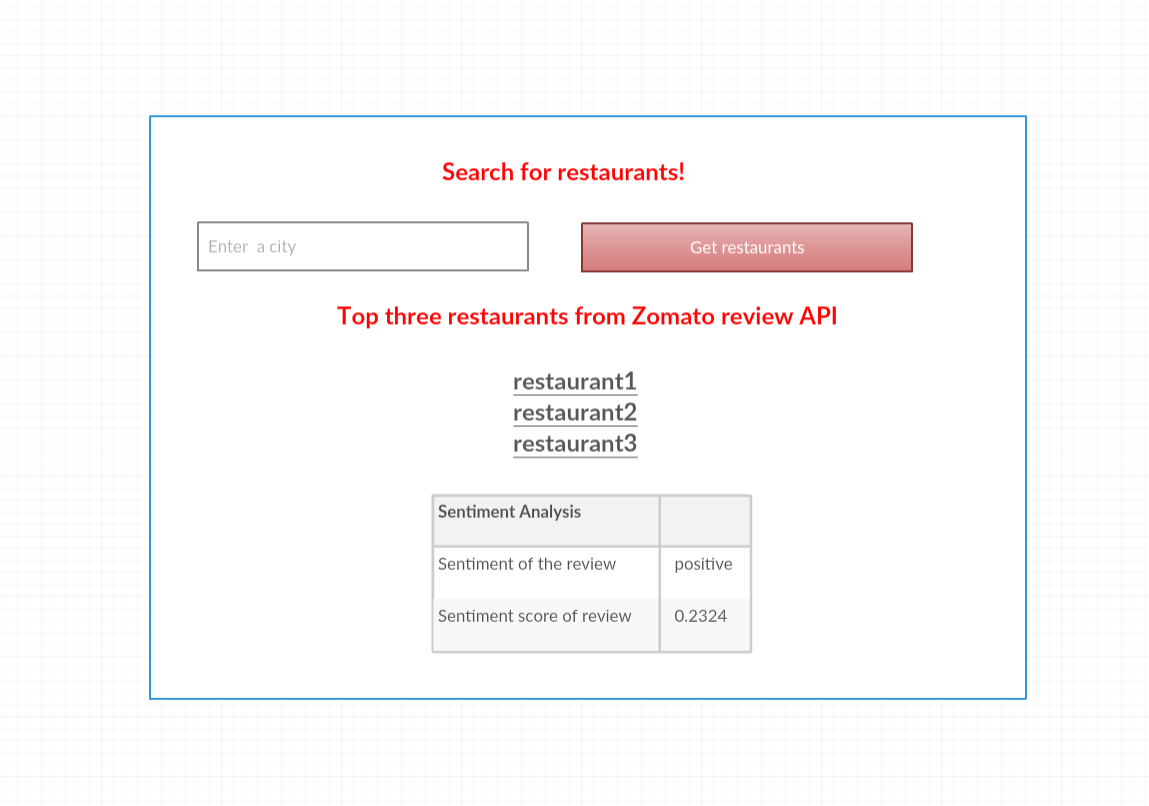 Search for restaurants!
Enter a city
Get restaurants
Top three restaurants from Zomato review API
restaurant1
restaurant2
restaurant3
Sentiment Analysis
Sentiment of the review positive
Sentiment score of review 0.2324